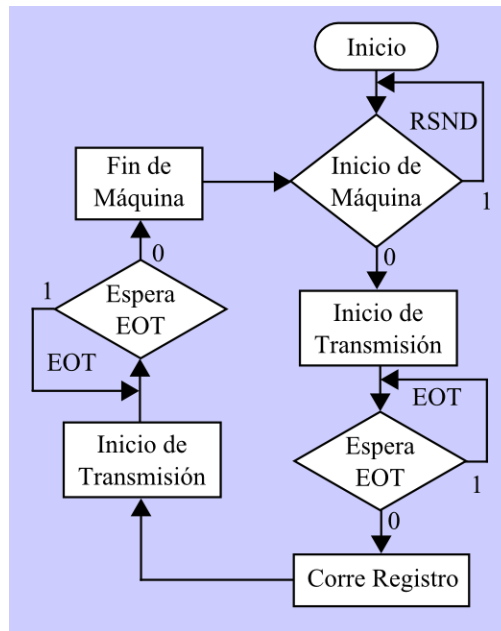 Inicio
RSND
Inicio de
Máquina
1
0
Inicio de
Transmisión
EOT
Espera
EOT
1
0
Corre Registro
Inicio de
Transmisión
EOT
Espera
EOT
1
0
Fin de
Máquina